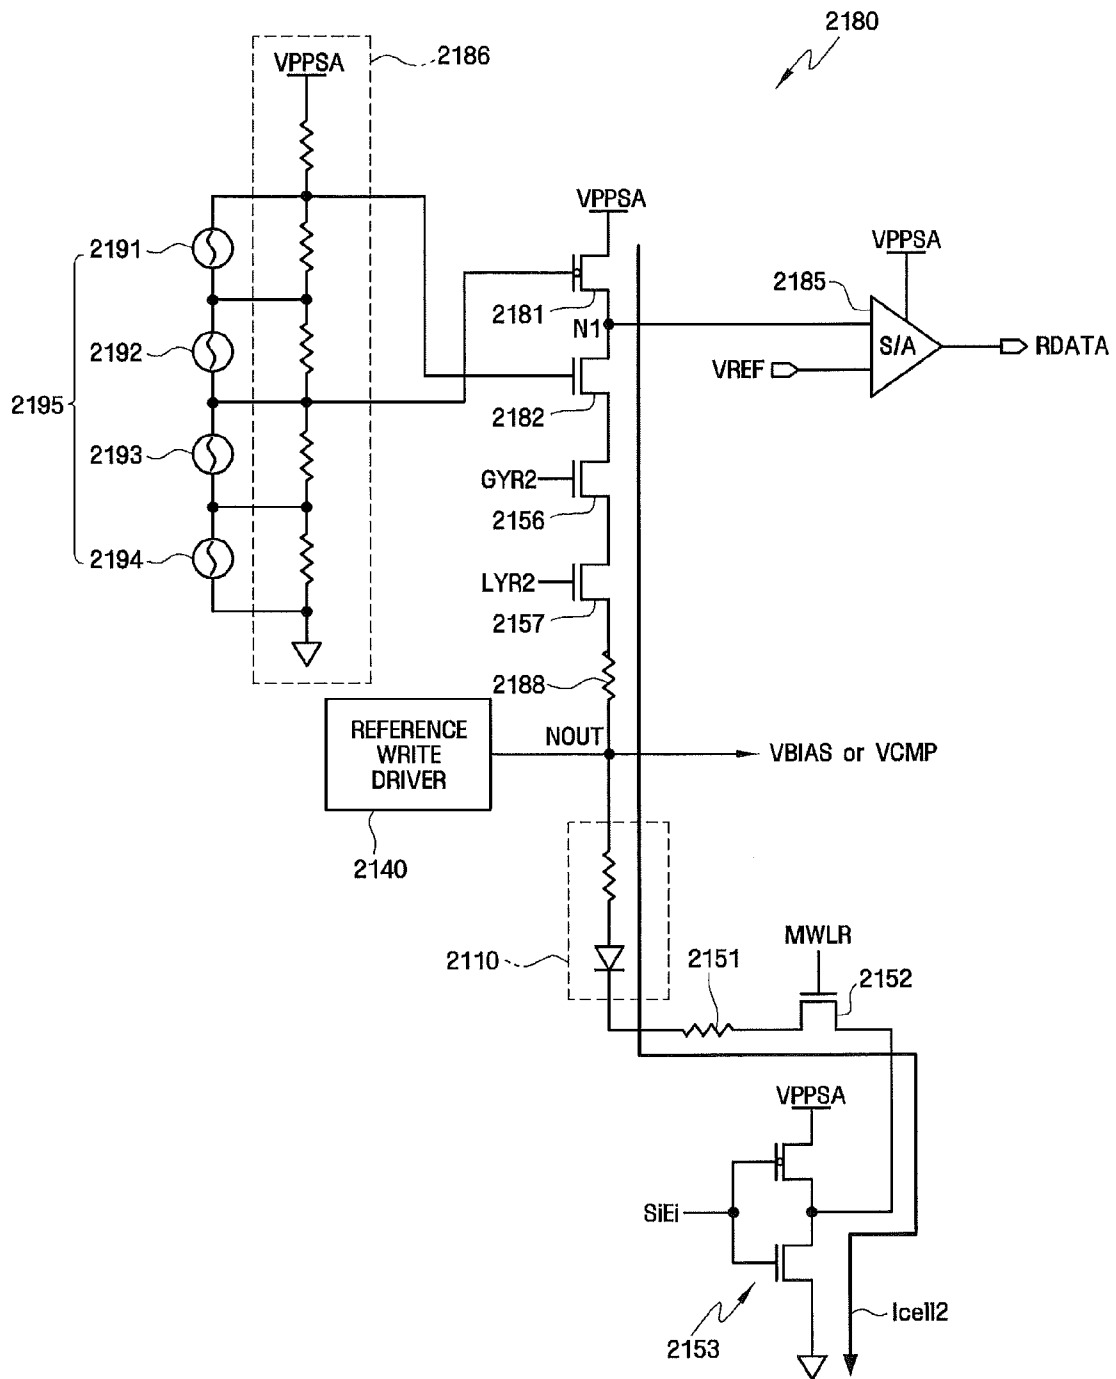 2180
VPPSA
2186
VPPSA
2191
VPPSA
2185
2181
N1
S/A
RDATA
2192
VREF
2195
2182
2193
GYR2
2156
2194
LYR2
2157
2188
REFERENCE
WRITE
DRIVER
NOUT
VBIAS or VCMP
2140
MWLR
2110
2151
2152
VPPSA
SiEi
Icell2
2153